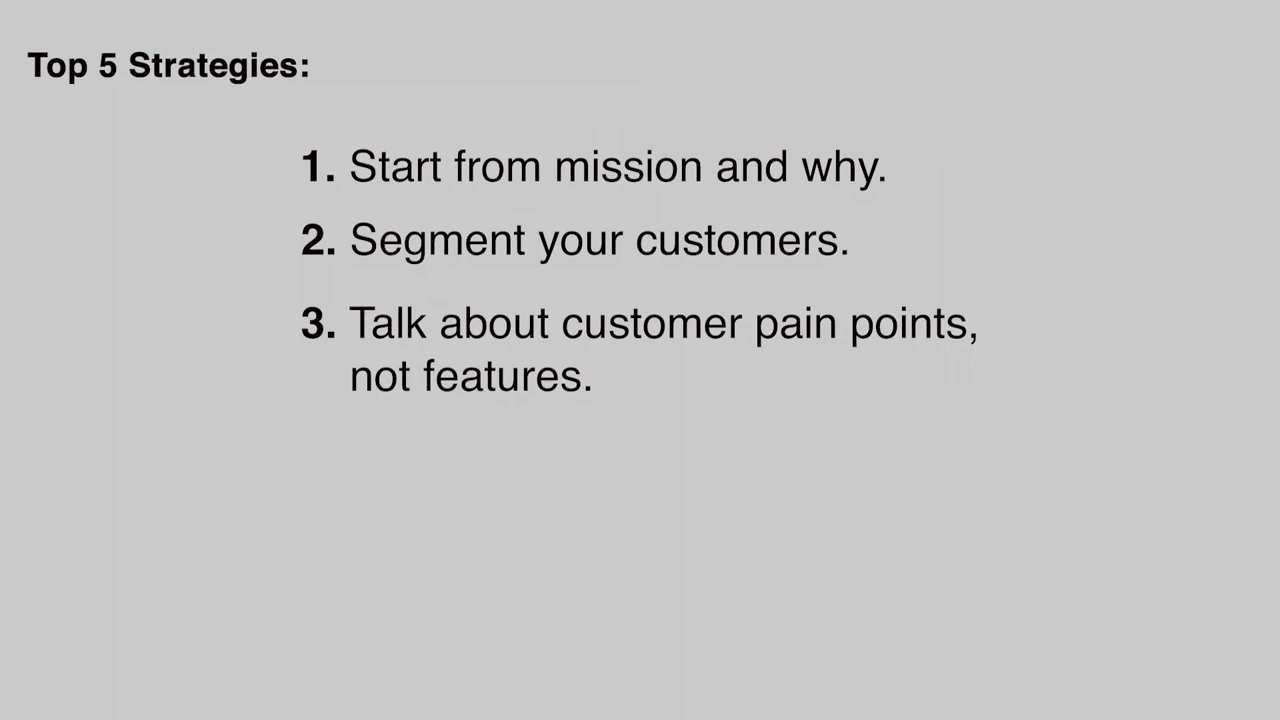 Top 5 Strategies:
1. Start from mission and why.
2. Segment your customers.
3. Talk about customer pain points,
not features.